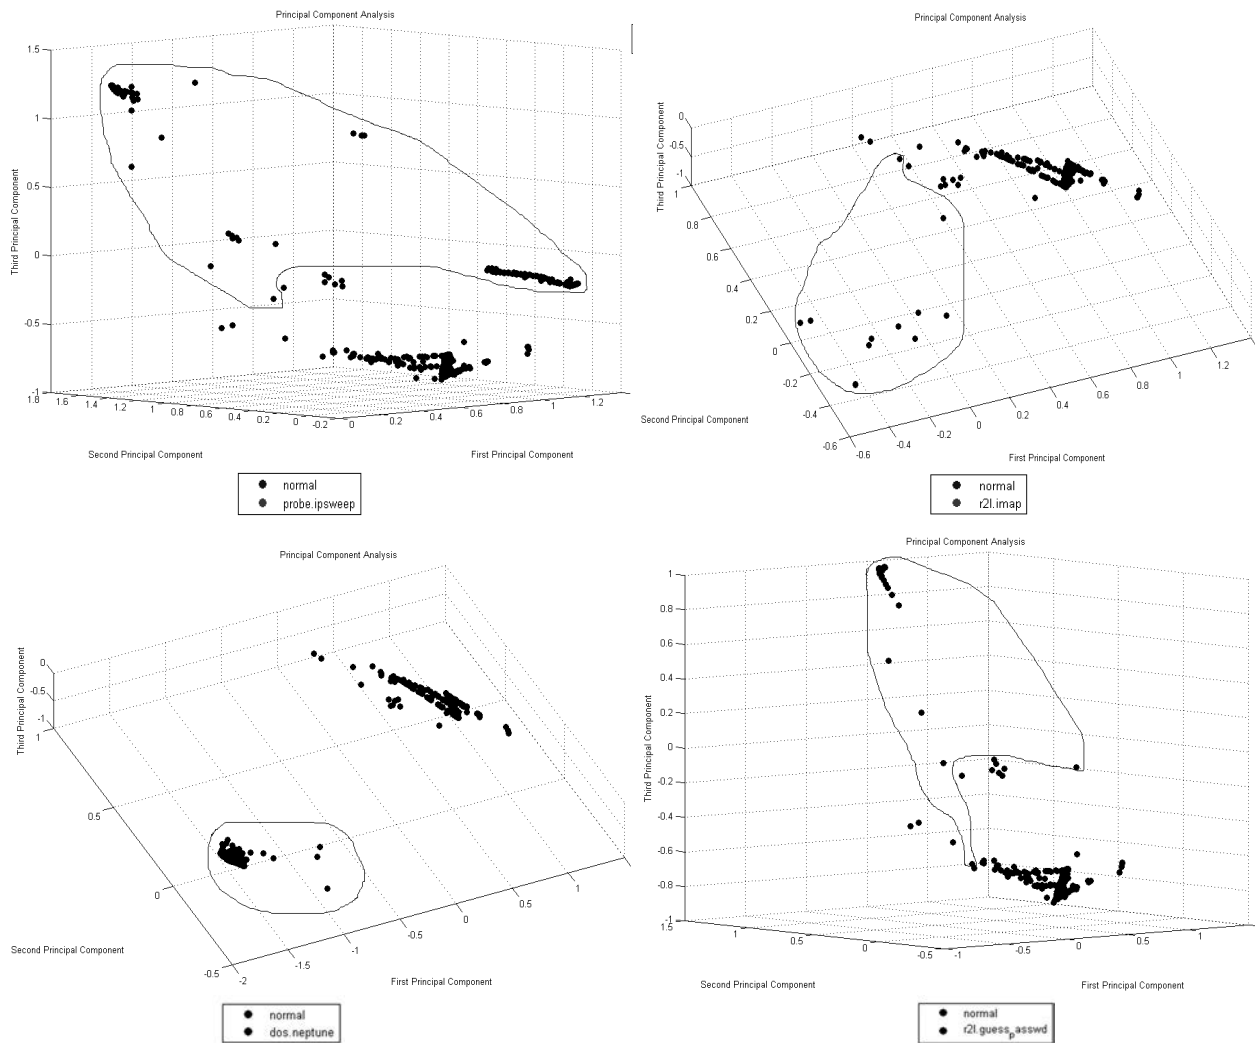 Principal Component Analysis
Third Principal Component
1.5
1
0.5
0
-0.5
-1
1.8 1.6 1.4 1.2 1 0.8 0.6 0.4 0.2 0 -0.2
0 0.2 0.4 0.6 0.8 1 1.2
Second Principal Component
First Principal Component
normal
probe.ipsweep
Principal Component Analysis
Third Principal Component
0
-0.5
-1
1
0.8
0.6
0.4
0.2
0
-0.2
-0.4
-0.6
-0.6 -0.4 -0.2 0 0.2 0.4 0.6 0.8 1 1.2
Second Principal Component
First Principal Component
normal
r2l.imap
Principal Component Analysis
Third Principal Component
0
-0.5
-1
1
0.5
0
-0.5
-2 -1.5 -1 -0.5 0 0.5 1
Second Principal Component
First Principal Component
normal
dos.neptune
Principal Component Analysis
Third Principal Component
1
0.8
0.6
0.4
0.2
0
-0.2
-0.4
-0.6
-0.8
-1
1.5 1 0.5 0 -0.5
-1 -0.5 0 0.5 1
Second Principal Component
First Principal Component
normal
r2l.guess_passwd